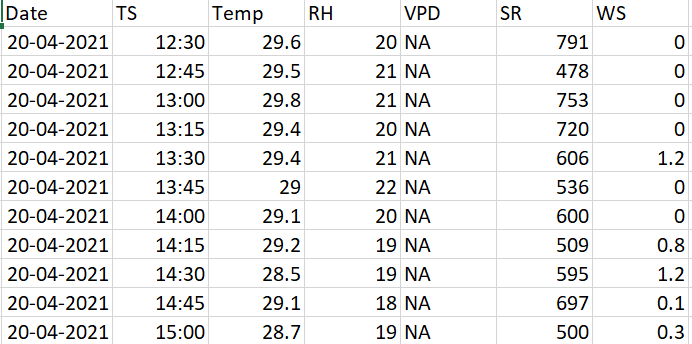 Date TS Temp RH VPD SR WS
20-04-2021 12:30 29.6 20 NA 791 0
20-04-2021 12:45 29.5 21 NA 478 0
20-04-2021 13:00 29.8 21 NA 753 0
20-04-2021 13:15 29.4 20 NA 720 0
20-04-2021 13:30 29.4 21 NA 606 1.2
20-04-2021 13:45 29 22 NA 536 0
20-04-2021 14:00 29.1 20 NA 600 0
20-04-2021 14:15 29.2 19 NA 509 0.8
20-04-2021 14:30 28.5 19 NA 595 1.2
20-04-2021 14:45 29.1 18 NA 697 0.1
20-04-2021 15:00 28.7 19 NA 500 0.3